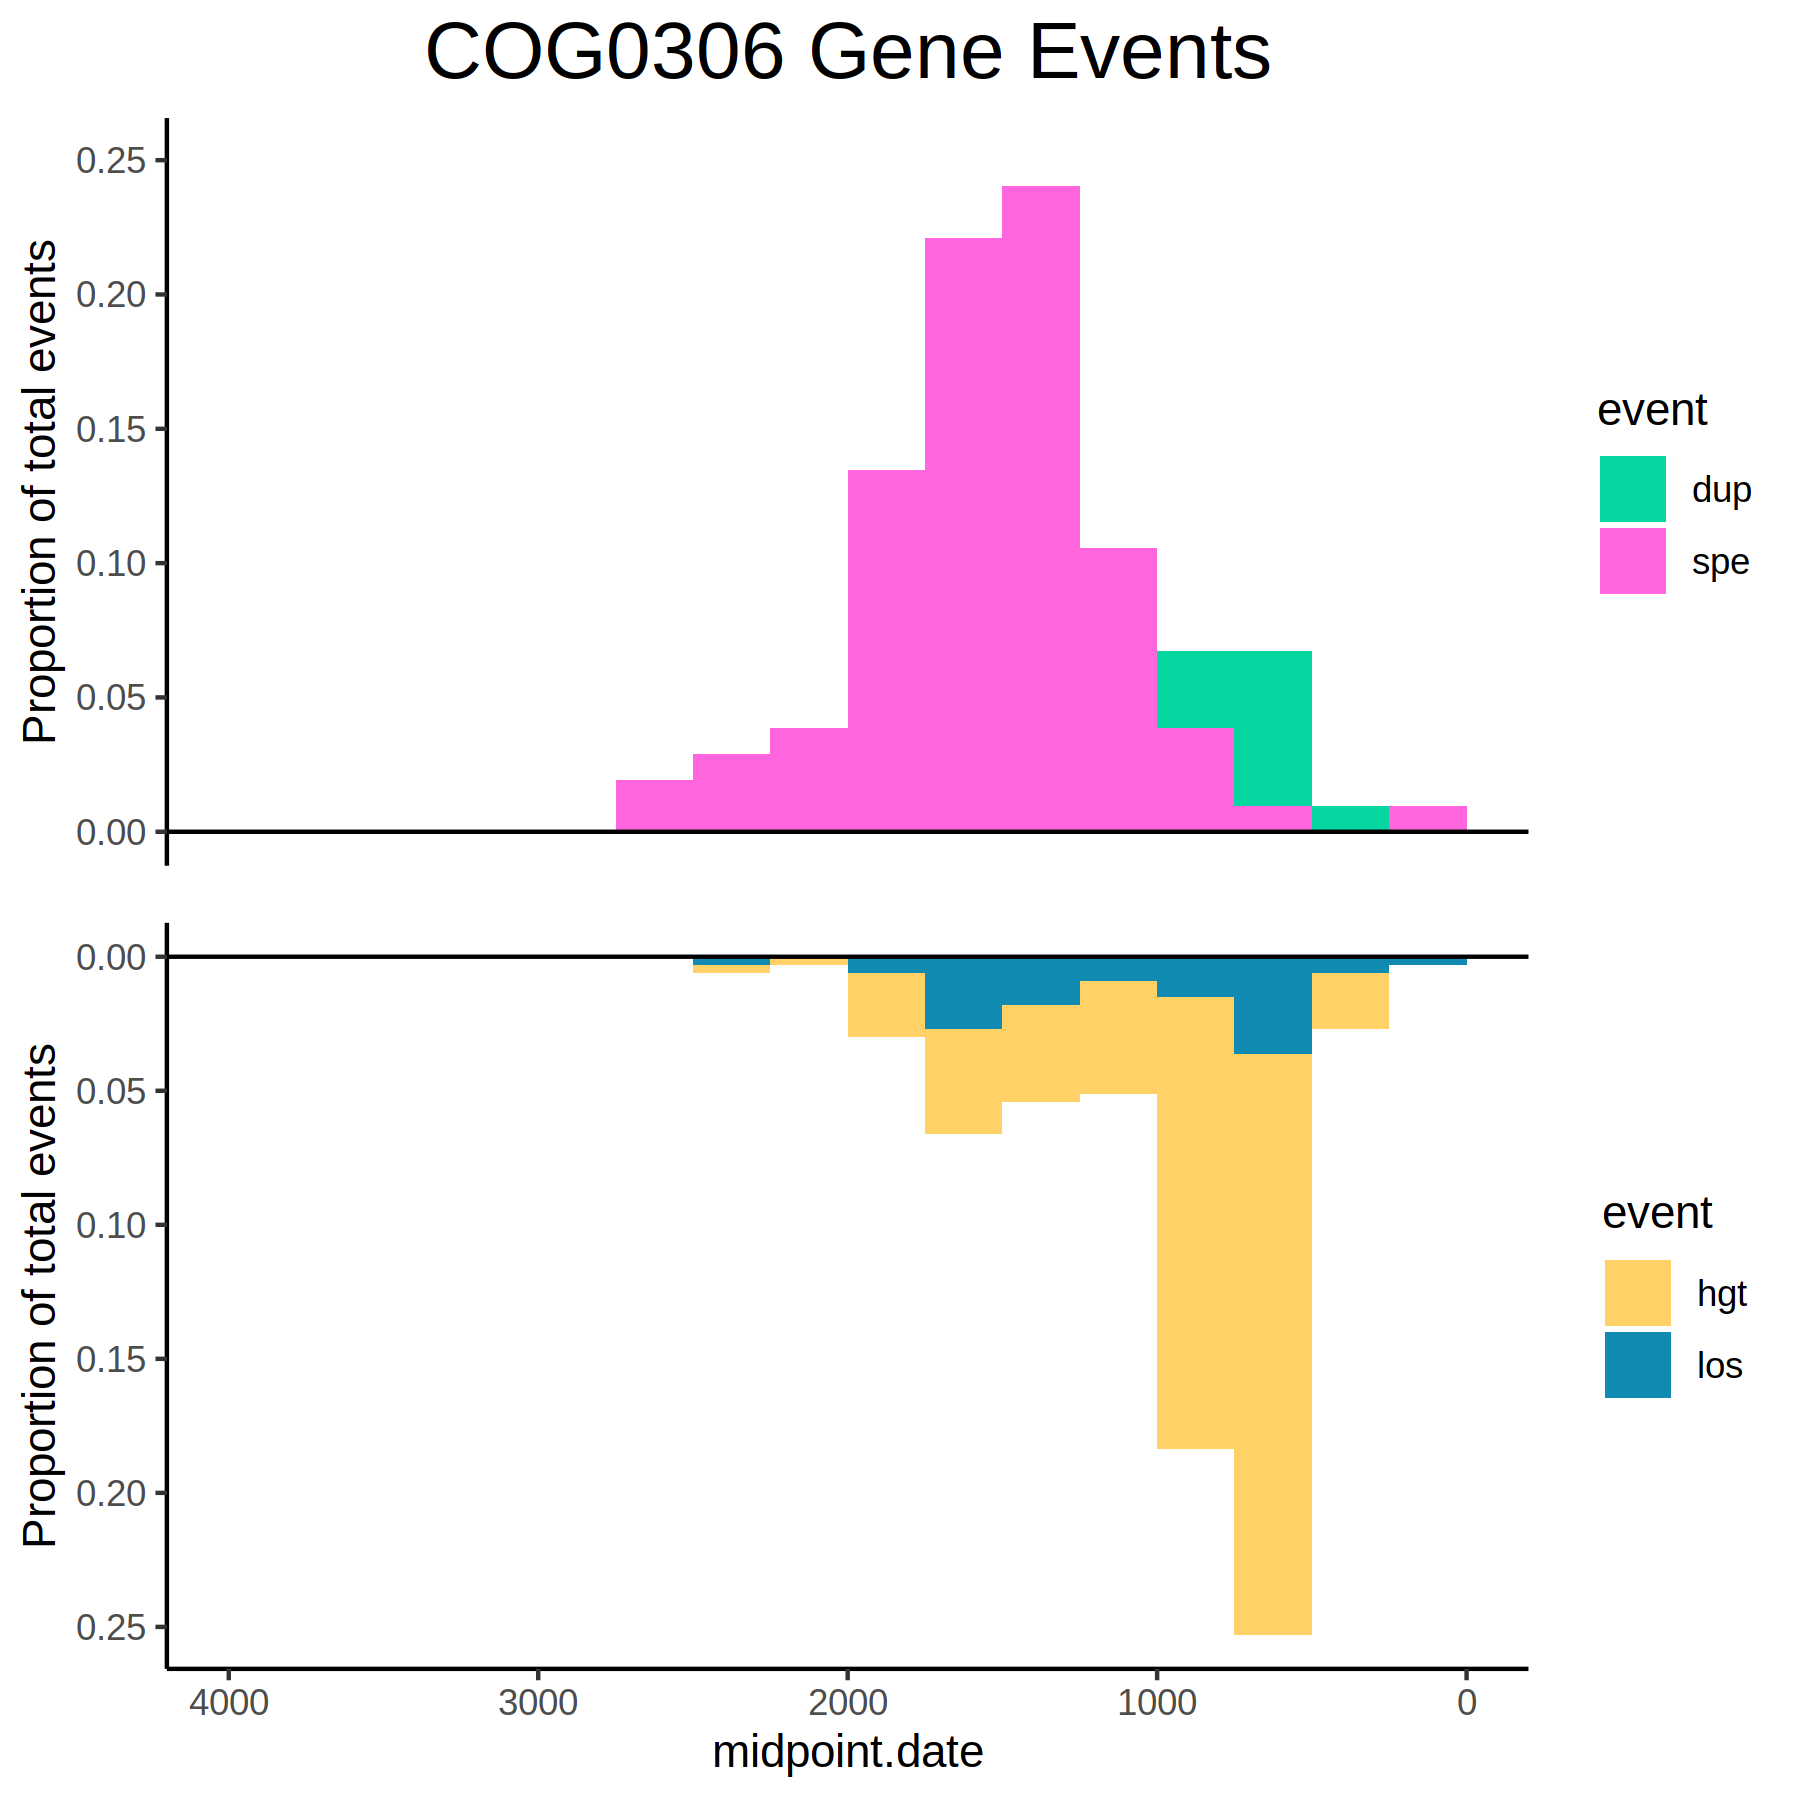 COG0306 Gene Events
Proportion of total events
0.25
0.20
0.15
0.10
0.05
0.00
event
dup
spe
Proportion of total events
0.00
0.05
0.10
0.15
0.20
0.25
event
hgt
los
4000 3000 2000 1000 0
midpoint.date